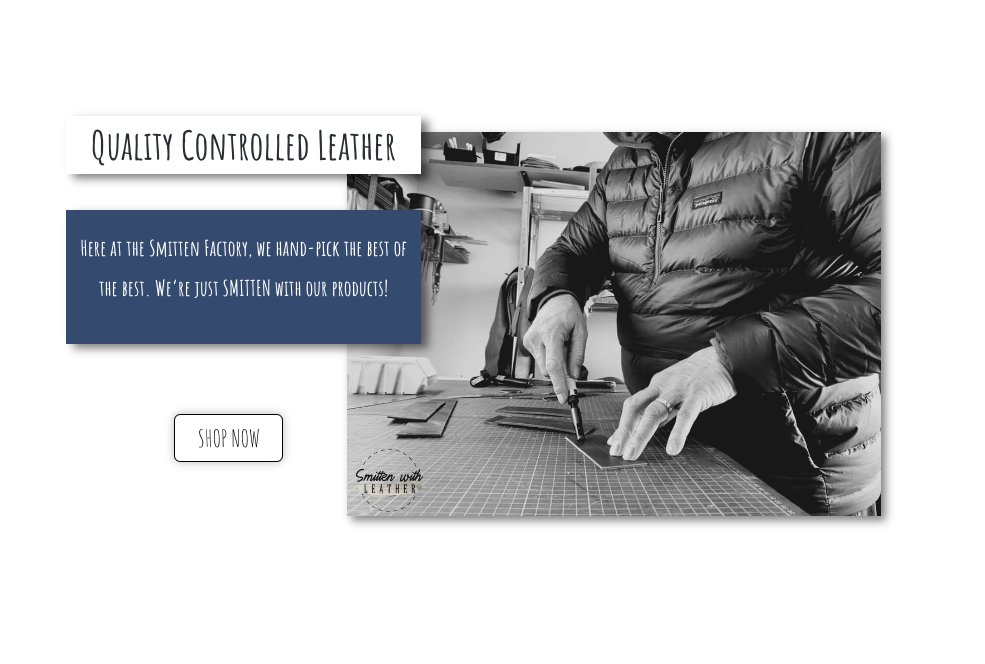 Quality Controlled Leather
Here at the Smitten Factory, we hand-pick the best of
the best. We're just SMITTEN with our products!
SHOP NOW
patagonia
Smitten with
LEATHER